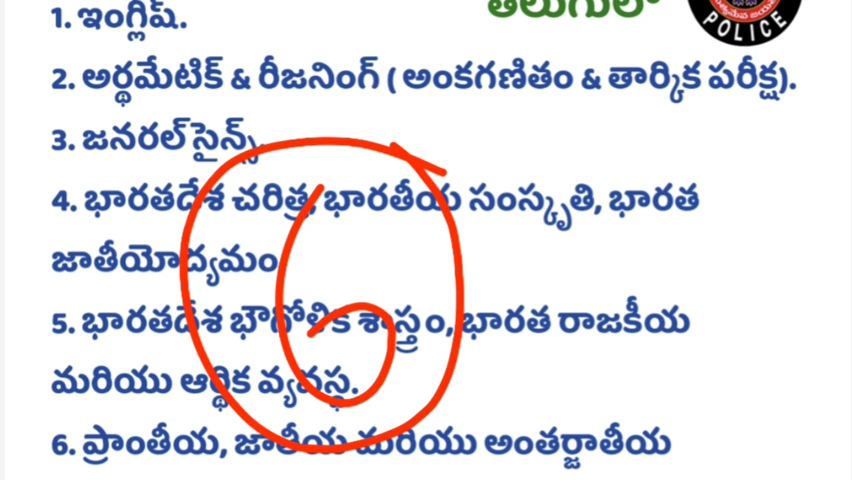 తెలుగులో
1. ఇంగ్లీష్.
POLICE
2. అర్థమేటిక్ & రీజనింగ్ ( అంకగణితం & తార్కిక పరీక్ష).
3. జనరల్ సైన్స్.
4. భారతదేశ చరిత్ర, భారతీయ సంస్కృతి, భారత
జాతీయోద్యమం
5. భారతదేశ భౌగోళిక శాస్త్రం, భారత రాజకీయ
మరియు ఆర్థిక వ్యవస్థ.
6. ప్రాంతీయ, జాతీయ మరియు అంతర్జాతీయ
6